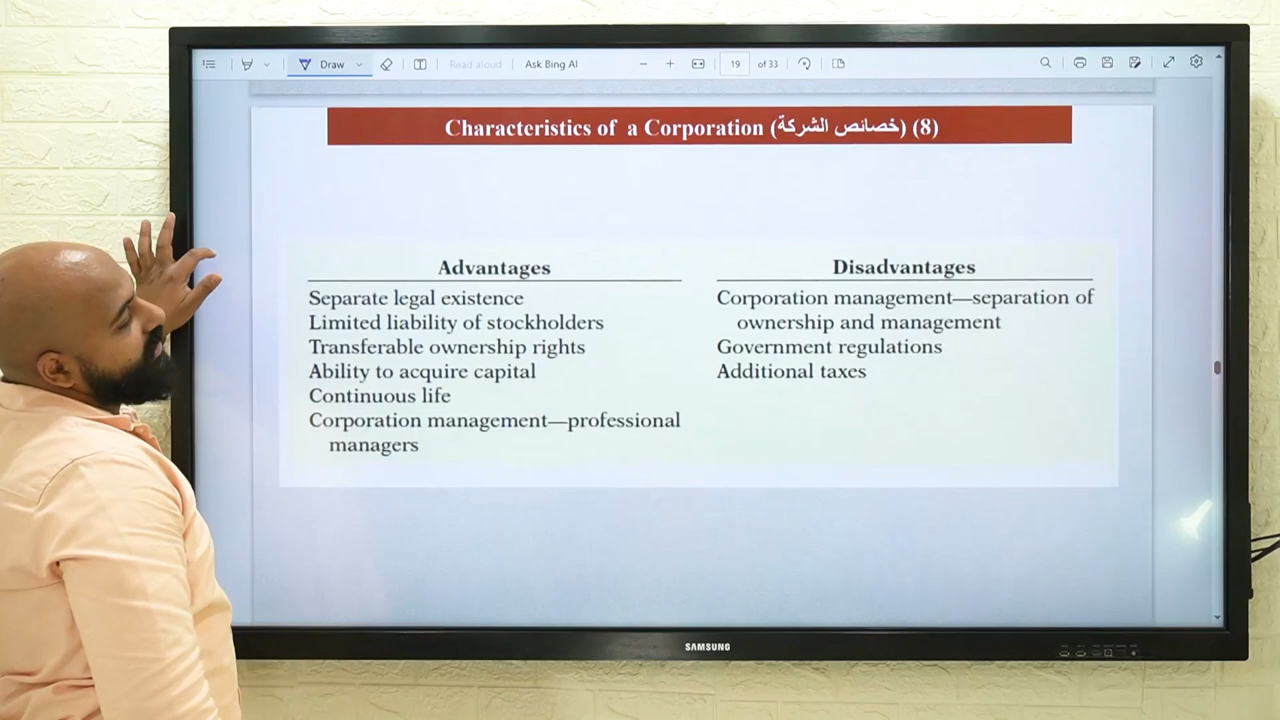 Draw
Read aloud
Ask Bing AI
19
of 33
Characteristics of a Corporation (خصائص الشركة) (8)
Advantages
Separate legal existence
Limited liability of stockholders
Transferable ownership rights
Ability to acquire capital
Continuous life
Corporation management—professional
managers
Disadvantages
Corporation management—separation of
ownership and management
Government regulations
Additional taxes
SAMSUNG